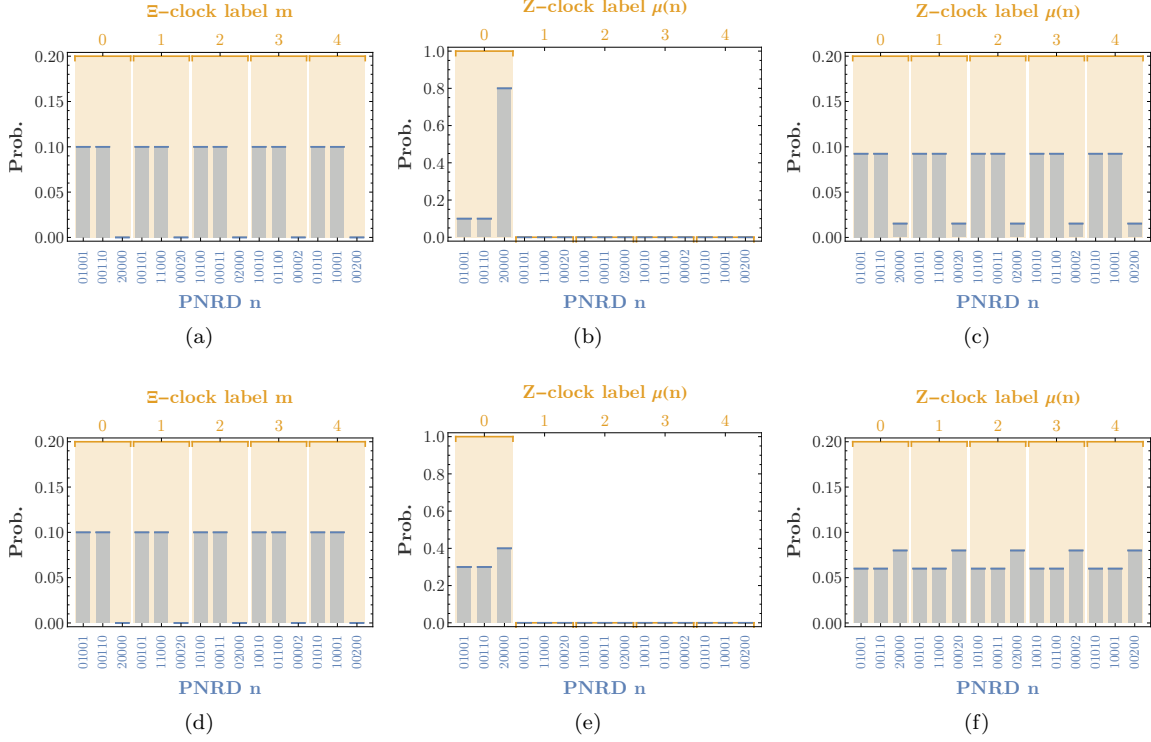 Ξ−clock label m
0 1 2 3 4
Prob.
0.20
0.15
0.10
0.05
0.00
01001 00110 20000 00101 11000 00020 10100 00011 02000 10010 01100 00002 01010 10001 00200
PNRD n
(a)
Z−clock label μ(n)
0 1 2 3 4
Prob.
1.0
0.8
0.6
0.4
0.2
0.0
01001 00110 20000 00101 11000 00020 10100 00011 02000 10010 01100 00002 01010 10001 00200
PNRD n
(b)
Z−clock label μ(n)
0 1 2 3 4
Prob.
0.20
0.15
0.10
0.05
0.00
01001 00110 20000 00101 11000 00020 10100 00011 02000 10010 01100 00002 01010 10001 00200
PNRD n
(c)
Ξ−clock label m
0 1 2 3 4
Prob.
0.20
0.15
0.10
0.05
0.00
01001 00110 20000 00101 11000 00020 10100 00011 02000 10010 01100 00002 01010 10001 00200
PNRD n
(d)
Z−clock label μ(n)
0 1 2 3 4
Prob.
1.0
0.8
0.6
0.4
0.2
0.0
01001 00110 20000 00101 11000 00020 10100 00011 02000 10010 01100 00002 01010 10001 00200
PNRD n
(e)
Z−clock label μ(n)
0 1 2 3 4
Prob.
0.20
0.15
0.10
0.05
0.00
01001 00110 20000 00101 11000 00020 10100 00011 02000 10010 01100 00002 01010 10001 00200
PNRD n
(f)